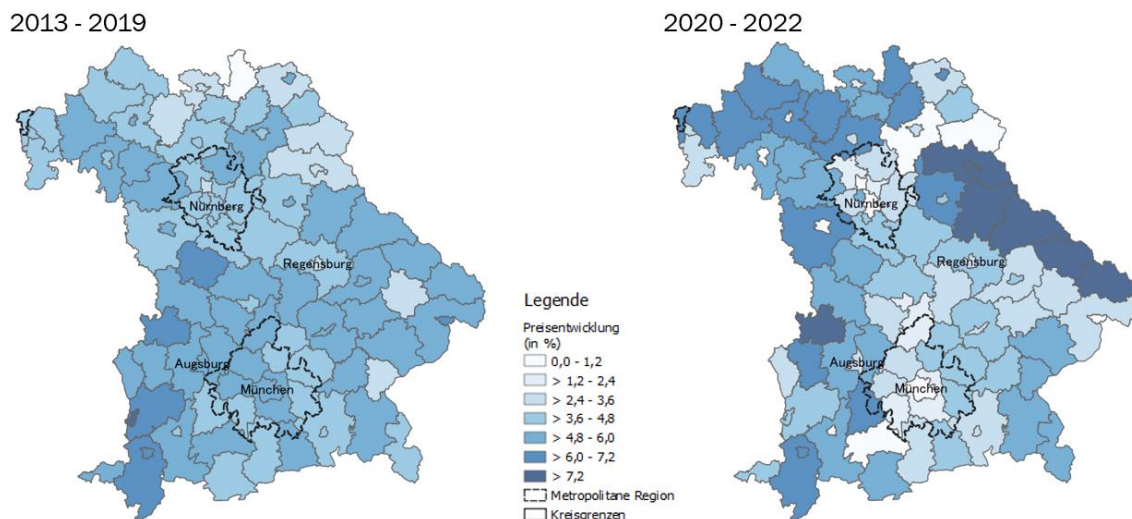 2013 - 2019
2020 - 2022
Nürnberg
Regensburg
Augsburg
München
Legende
Preisentwicklung
(in %)
0,0 - 1,2
> 1,2 - 2,4
> 2,4 - 3,6
> 3,6 - 4,8
> 4,8 - 6,0
> 6,0 - 7,2
> 7,2
Metropolitane Region
Kreisgrenzen
Nürnberg
Regensburg
Augsburg
München